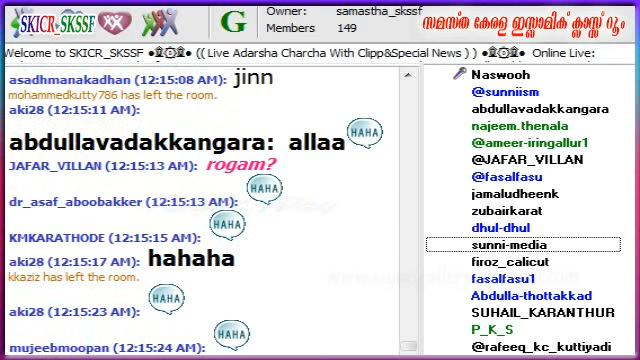 SKICR_SKSSF
G
Owner: samastha_skssf
Members 149
സമസ്ത കേരള ഇസ്ലാമിക് ക്ലാസ്സ് റൂം
Welcome to SKICR_SKSSF •۩۞۩• (( Live Adarsha Charcha With Clipp&Special News ) ) •۩۞۩• Online Live:
asadhmanakadhan (12:15:08 AM): jinn
mohammedkutty786 has left the room.
aki28 (12:15:11 AM):
abdullavadakkangara: allaa HAHA
JAFAR_VILLAN (12:15:13 AM): rogam?
dr_asaf_aboobakker (12:15:13 AM): HAHA
KMKARATHODE (12:15:15 AM): HAHA
aki28 (12:15:17 AM): hahaha
kkaziz has left the room.
aki28 (12:15:23 AM): HAHA
mujeebmoopan (12:15:24 AM): HAHA
Naswooh
@sunniism
abdullavadakkangara
najeem.thenala
@ameer-iringallur1
@JAFAR_VILLAN
@fasalfasu
jamaludheenk
zubairkarat
dhul-dhul
sunni-media
firoz_calicut
fasalfasu1
Abdulla-thottakkad
SUHAIL_KARANTHUR
P_K_S
@rafeeq_kc_kuttiyadi